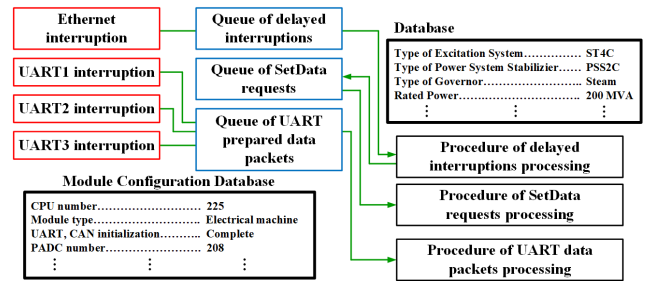 Ethernet
interruption
Queue of delayed
interruptions
UART1 interruption
Queue of SetData
requests
UART2 interruption
Queue of UART
prepared data
packets
UART3 interruption
Database
Type of Excitation System…………… ST4C
Type of Power System Stabilizier…… PSS2C
Type of Governor……………………… Steam
Rated Power……..…………………… 200 MVA
Procedure of delayed
interruptions processing
Procedure of SetData
requests processing
Procedure of UART data
packets processing
Module Configuration Database
CPU number……………………… 225
Module type……………………… Electrical machine
UART, CAN initialization……….. Complete
PADC number…………………… 208